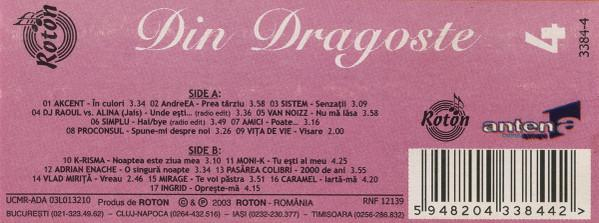 Roton
Din Dragoste
4
3384-4
SIDE A:
01 AKCENT - În culori 3.34 02 AndreEA - Prea târziu 3.58 03 SISTEM - Senzaţii 3.09
04 DJ RAOUL vs. ALINA (Jais) - Unde eşti... (radio edit) 3.36 05 VAN NOIZZ - Nu mă lăsa 3.58
06 SIMPLU - Hai/bye (radio edit) 3.49 07 AMICI - Poate... 3.16
08 PROCONSUL - Spune-mi despre noi 3.26 09 VIŢA DE VIE - Visare 2.00
SIDE B:
10 K-RISMA - Noaptea este ziua mea 3.10 11 MONI-K - Tu eşti al meu 4.25
12 ADRIAN ENACHE - O singură noapte 3.34 13 PASĂREA COLIBRI - 2000 de ani 3.55
14 VLAD MIRIŢĂ - Vreau 2.46 15 MIRAGE - Te voi păstra 3.31 16 CARAMEL - Iartă-mă 4.20
17 INGRID - Opreşte-mă 4.15
Roton
antena 1
5 948204 338442 >
UCMR-ADA 03L013210
Produs de ROTON © ℗ 2003 ROTON - ROMÂNIA
RNF 12139
BUCUREŞTI (021-323.49.62) - CLUJ-NAPOCA (0264-432.516) - IAŞI (0232-230.377) - TIMIŞOARA (0256-286.832)